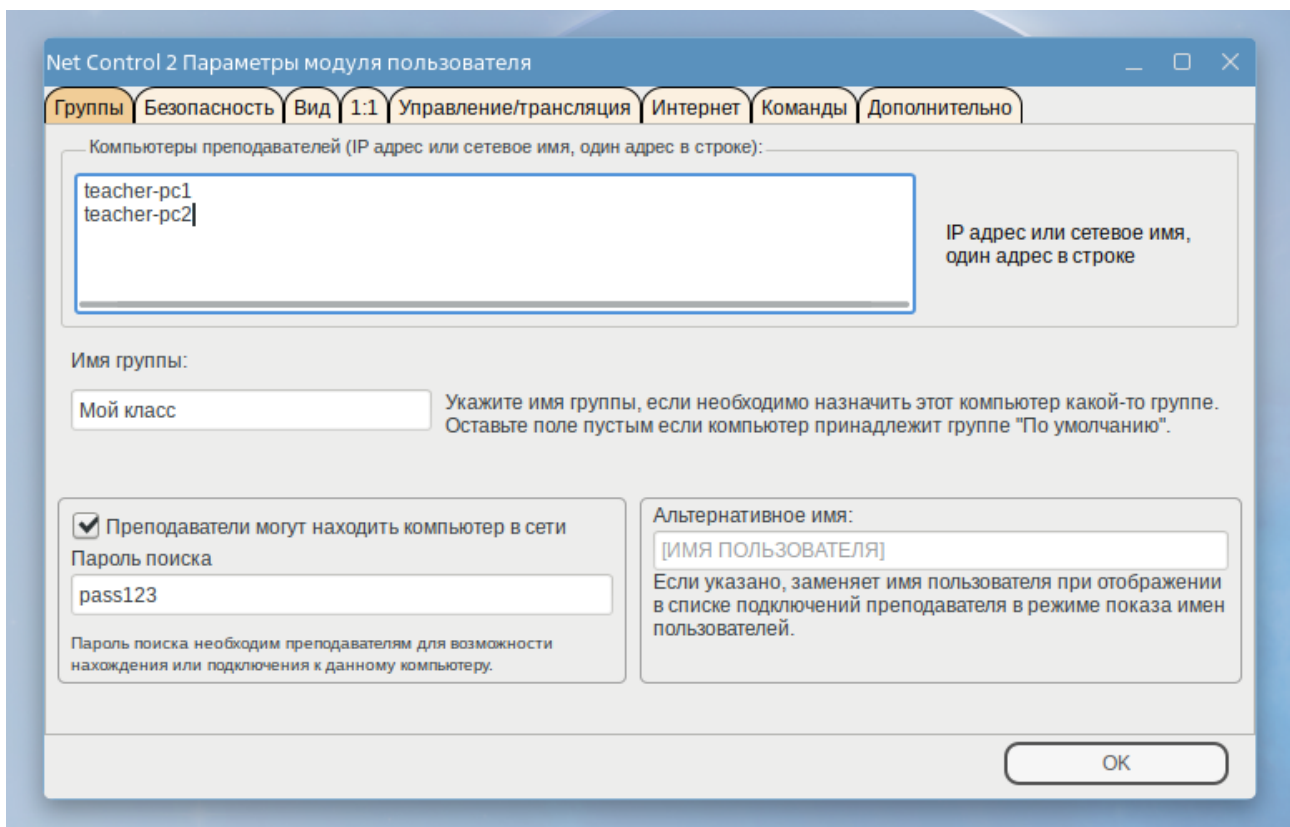 Net Control 2 Параметры модуля пользователя
Группы Безопасность Вид 1:1 Управление/трансляция Интернет Команды Дополнительно
Компьютеры преподавателей (IP адрес или сетевое имя, один адрес в строке):
teacher-pc1
teacher-pc2
IP адрес или сетевое имя,
один адрес в строке
Имя группы:
Мой класс
Укажите имя группы, если необходимо назначить этот компьютер какой-то группе.
Оставьте поле пустым если компьютер принадлежит группе "По умолчанию".
Преподаватели могут находить компьютер в сети
Пароль поиска
pass123
Пароль поиска необходим преподавателям для возможности
нахождения или подключения к данному компьютеру.
Альтернативное имя:
[ИМЯ ПОЛЬЗОВАТЕЛЯ]
Если указано, заменяет имя пользователя при отображении
в списке подключений преподавателя в режиме показа имен
пользователей.
OK